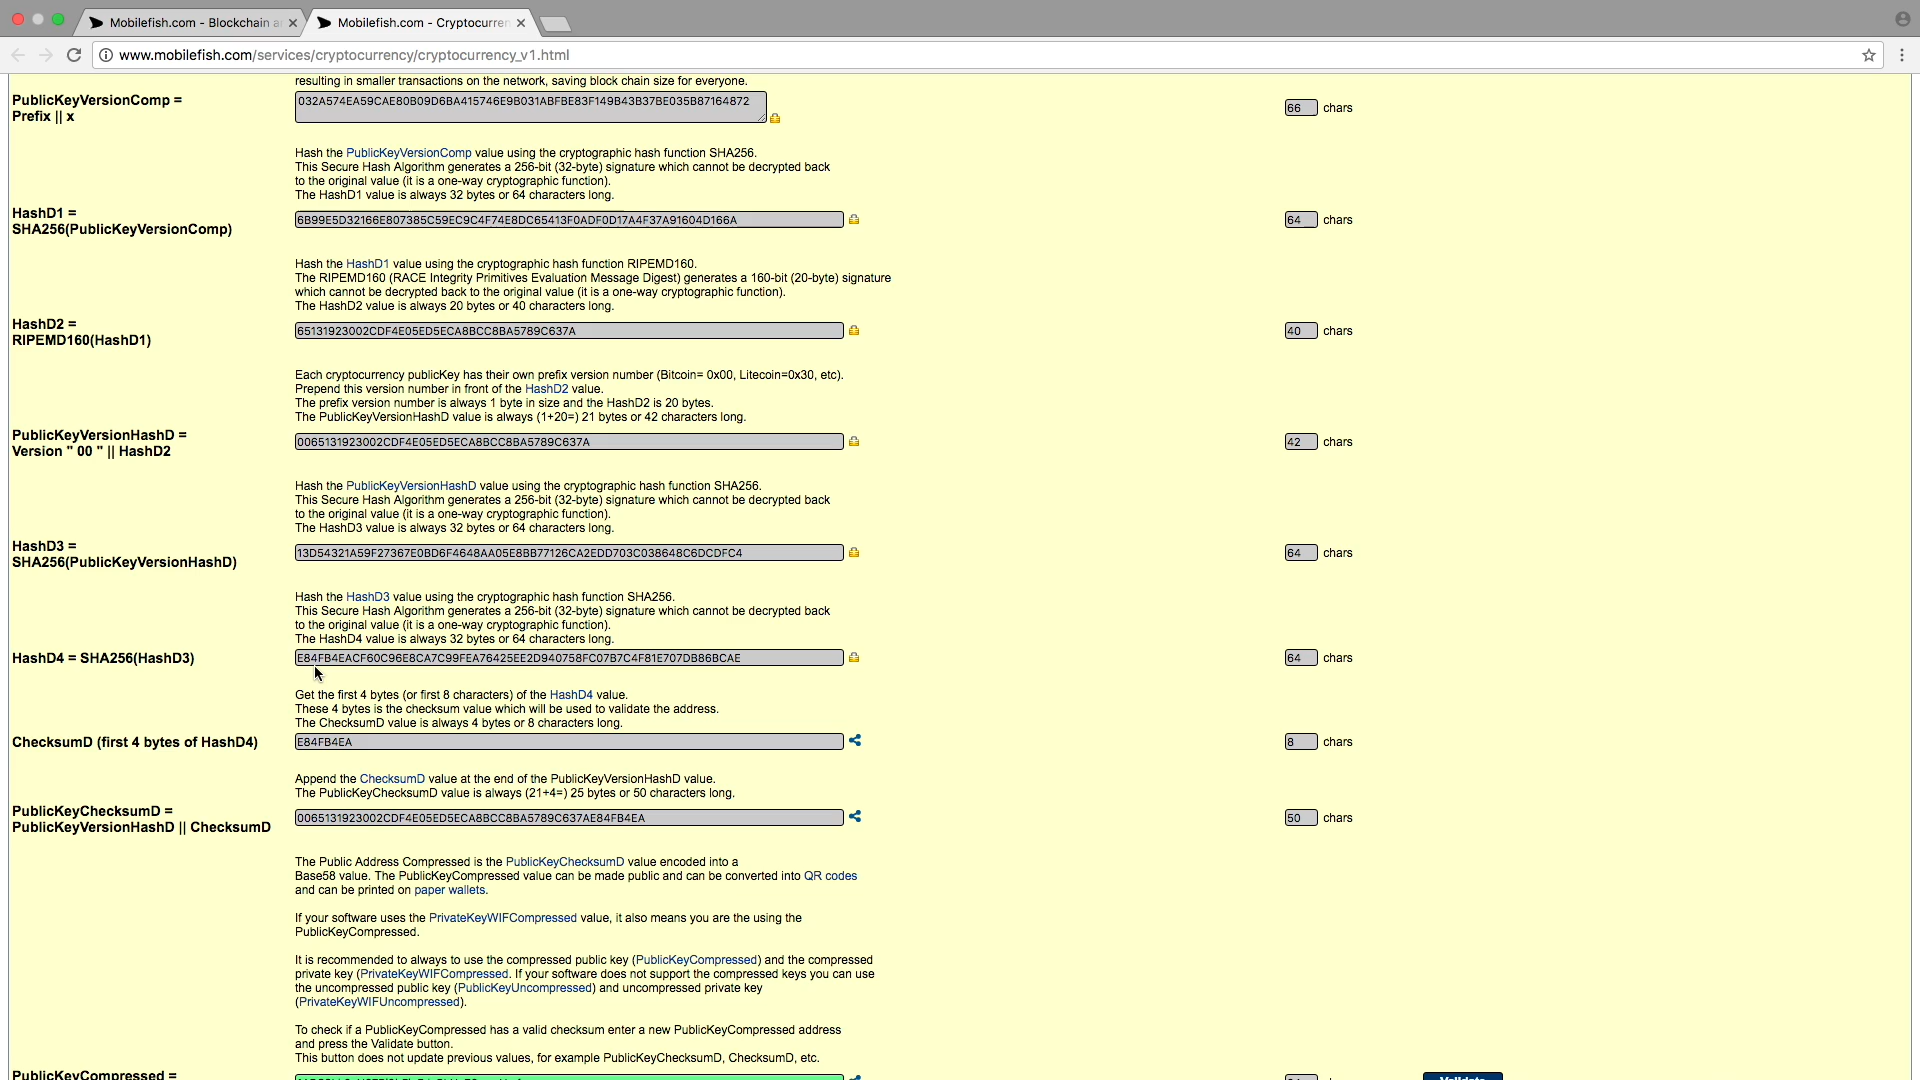 Mobilefish.com - Blockchain a
Mobilefish.com - Cryptocurren
www.mobilefish.com/services/cryptocurrency/cryptocurrency_v1.html
resulting in smaller transactions on the network, saving block chain size for everyone.
PublicKeyVersionComp =
Prefix || x
032A574EA59CAE80B09D6BA415746E9B031ABFBE83F149B43B37BE035B87164872
66 chars
Hash the PublicKeyVersionComp value using the cryptographic hash function SHA256.
This Secure Hash Algorithm generates a 256-bit (32-byte) signature which cannot be decrypted back
to the original value (it is a one-way cryptographic function).
The HashD1 value is always 32 bytes or 64 characters long.
HashD1 =
SHA256(PublicKeyVersionComp)
6B99E5D32166E807385C59EC9C4F74E8DC65413F0ADF0D17A4F37A91604D166A
64 chars
Hash the HashD1 value using the cryptographic hash function RIPEMD160.
The RIPEMD160 (RACE Integrity Primitives Evaluation Message Digest) generates a 160-bit (20-byte) signature
which cannot be decrypted back to the original value (it is a one-way cryptographic function).
The HashD2 value is always 20 bytes or 40 characters long.
HashD2 =
RIPEMD160(HashD1)
65131923002CDF4E05ED5ECA8BCC8BA5789C637A
40 chars
Each cryptocurrency publicKey has their own prefix version number (Bitcoin= 0x00, Litecoin=0x30, etc).
Prepend this version number in front of the HashD2 value.
The prefix version number is always 1 byte in size and the HashD2 is 20 bytes.
The PublicKeyVersionHashD value is always (1+20=) 21 bytes or 42 characters long.
PublicKeyVersionHashD =
Version " 00 " || HashD2
0065131923002CDF4E05ED5ECA8BCC8BA5789C637A
42 chars
Hash the PublicKeyVersionHashD value using the cryptographic hash function SHA256.
This Secure Hash Algorithm generates a 256-bit (32-byte) signature which cannot be decrypted back
to the original value (it is a one-way cryptographic function).
The HashD3 value is always 32 bytes or 64 characters long.
HashD3 =
SHA256(PublicKeyVersionHashD)
13D54321A59F27367E0BD6F4648AA05E8BB77126CA2EDD703C038648C6DCDFC4
64 chars
Hash the HashD3 value using the cryptographic hash function SHA256.
This Secure Hash Algorithm generates a 256-bit (32-byte) signature which cannot be decrypted back
to the original value (it is a one-way cryptographic function).
The HashD4 value is always 32 bytes or 64 characters long.
HashD4 = SHA256(HashD3)
E84FB4EACF60C96E8CA7C99FEA76425EE2D940758FC07B7C4F81E707DB86BCAE
64 chars
Get the first 4 bytes (or first 8 characters) of the HashD4 value.
These 4 bytes is the checksum value which will be used to validate the address.
The ChecksumD value is always 4 bytes or 8 characters long.
ChecksumD (first 4 bytes of HashD4)
E84FB4EA
8 chars
Append the ChecksumD value at the end of the PublicKeyVersionHashD value.
The PublicKeyChecksumD value is always (21+4=) 25 bytes or 50 characters long.
PublicKeyChecksumD =
PublicKeyVersionHashD || ChecksumD
0065131923002CDF4E05ED5ECA8BCC8BA5789C637AE84FB4EA
50 chars
The Public Address Compressed is the PublicKeyChecksumD value encoded into a
Base58 value. The PublicKeyCompressed value can be made public and can be converted into QR codes
and can be printed on paper wallets.
If your software uses the PrivateKeyWIFCompressed value, it also means you are the using the
PublicKeyCompressed.
It is recommended to always to use the compressed public key (PublicKeyCompressed) and the compressed
private key (PrivateKeyWIFCompressed. If your software does not support the compressed keys you can use
the uncompressed public key (PublicKeyUncompressed) and uncompressed private key
(PrivateKeyWIFUncompressed).
To check if a PublicKeyCompressed has a valid checksum enter a new PublicKeyCompressed address
and press the Validate button.
This button does not update previous values, for example PublicKeyChecksumD, ChecksumD, etc.
PublicKeyCompressed =
Validate